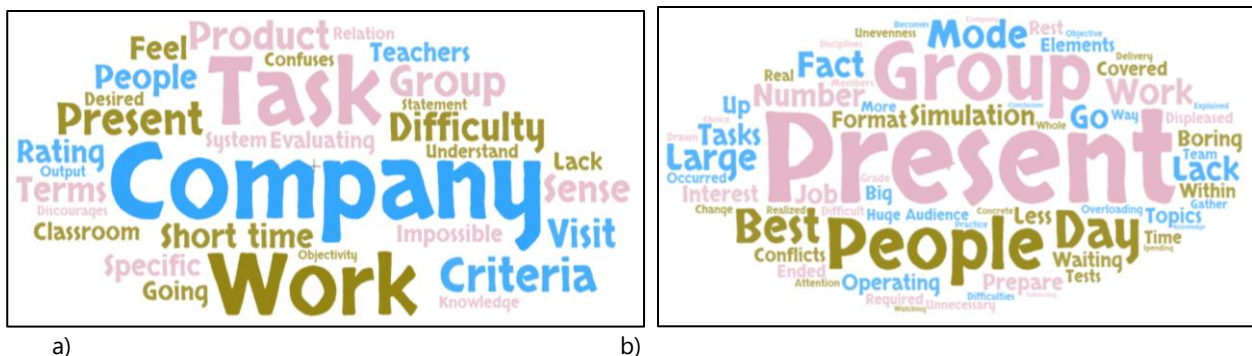 Product Relation
Feel Confuses Teachers
People Task Group
Desired Statement
Present Difficulty
System Evaluating
Understand
Rating Company Lack
Output Sense
Terms
Discourages
Classroom Short time Impossible Visit
Objectivity
Specific Work Criteria
Going Knowledge
a)
Becomes Company Rest
Unevenness Mode Objective
Disciplines Group Elements Delivery
Real Fact Covered
Members Work
Number Conclusions Explained
Up More Simulation Go Way Displeased
Choice Format Whole
Drawn Tasks Present Boring
Large Team
Occurred Lack
Interest Job Grade Within
Big Gather
Change Realized Difficult Concrete Less Overloading Topics
Huge Audience Knowledge
Best People Practice Day Time
Conflicts Waiting Spending
Ended Tests
Attention Operating Prepare
Required Difficulties
Unnecessary
Watching
b)